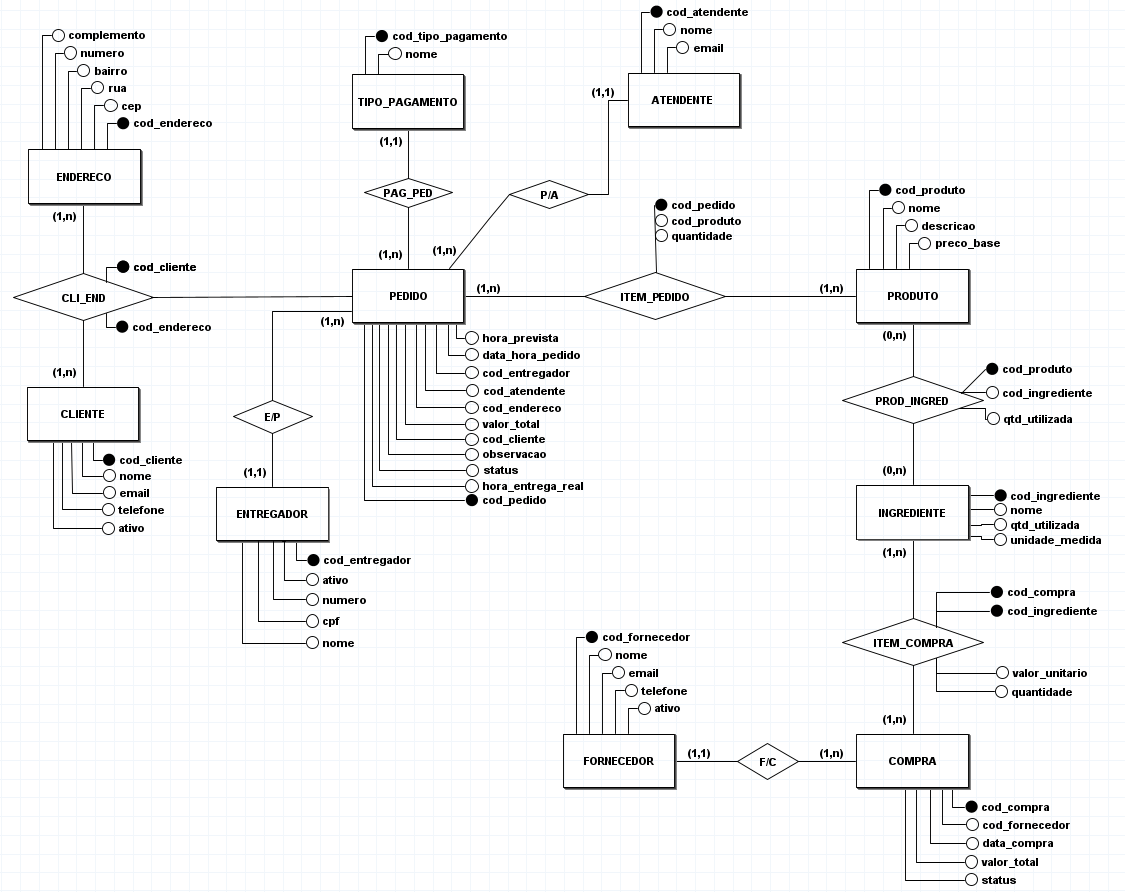 complemento
numero
bairro
rua
cep
cod_endereco
ENDERECO
(1,n)
cod_tipo_pagamento
nome
TIPO_PAGAMENTO
(1,1)
PAG_PED
(1,n)
cod_atendente
nome
email
ATENDENTE
(1,1)
P/A
(1,n)
cod_pedido
cod_produto
quantidade
ITEM_PEDIDO
(1,n)
(1,n)
cod_produto
nome
descricao
preco_base
PRODUTO
(0,n)
cod_cliente
CLI_END
cod_endereco
(1,n)
CLIENTE
cod_cliente
nome
email
telefone
ativo
PEDIDO
(1,n)
hora_prevista
data_hora_pedido
cod_entregador
cod_atendente
cod_endereco
valor_total
cod_cliente
observacao
status
hora_entrega_real
cod_pedido
E/P
(1,1)
ENTREGADOR
cod_entregador
ativo
numero
cpf
nome
cod_produto
PROD_INGRED
cod_ingrediente
qtd_utilizada
(0,n)
INGREDIENTE
cod_ingrediente
nome
qtd_utilizada
unidade_medida
(1,n)
cod_compra
cod_ingrediente
ITEM_COMPRA
valor_unitario
quantidade
(1,n)
cod_fornecedor
nome
email
telefone
ativo
FORNECEDOR
(1,1)
F/C
(1,n)
COMPRA
cod_compra
cod_fornecedor
data_compra
valor_total
status